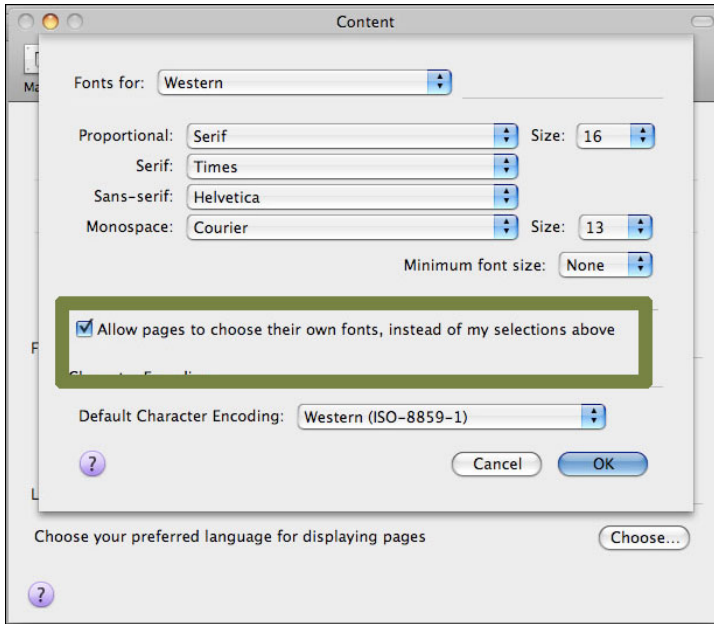 Content
Ma
Fonts for: Western
Proportional: Serif Size: 16
Serif: Times
Sans-serif: Helvetica
Monospace: Courier Size: 13
Minimum font size: None
Allow pages to choose their own fonts, instead of my selections above
F
Default Character Encoding: Western (ISO-8859-1)
? Cancel OK
L
Choose your preferred language for displaying pages Choose...
?